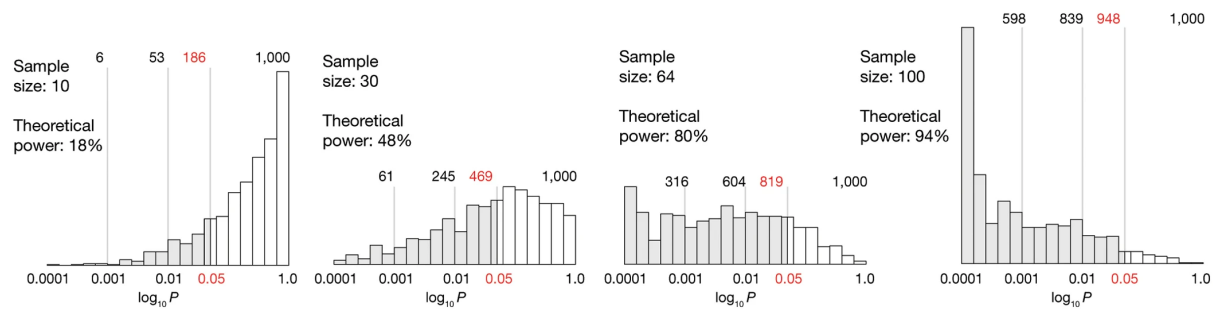 6 53 186 1,000
Sample
size: 10
Theoretical
power: 18%
0.0001 0.001 0.01 0.05 1.0
log10 P
Sample
size: 30
Theoretical
power: 48%
61 245 469 1,000
0.0001 0.001 0.01 0.05 1.0
log10 P
Sample
size: 64
Theoretical
power: 80%
316 604 819 1,000
0.0001 0.001 0.01 0.05 1.0
log10 P
598 839 948 1,000
Sample
size: 100
Theoretical
power: 94%
0.0001 0.001 0.01 0.05 1.0
log10 P